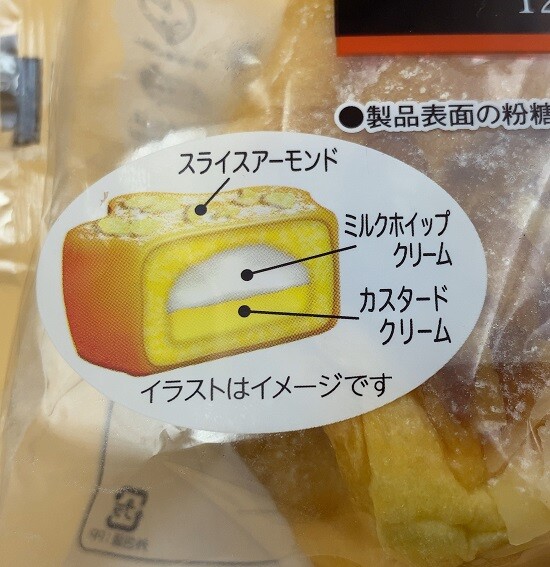 12
●製品表面の粉糖
スライスアーモンド
ミルクホイップ
クリーム
カスタード
クリーム
イラストはイメージです